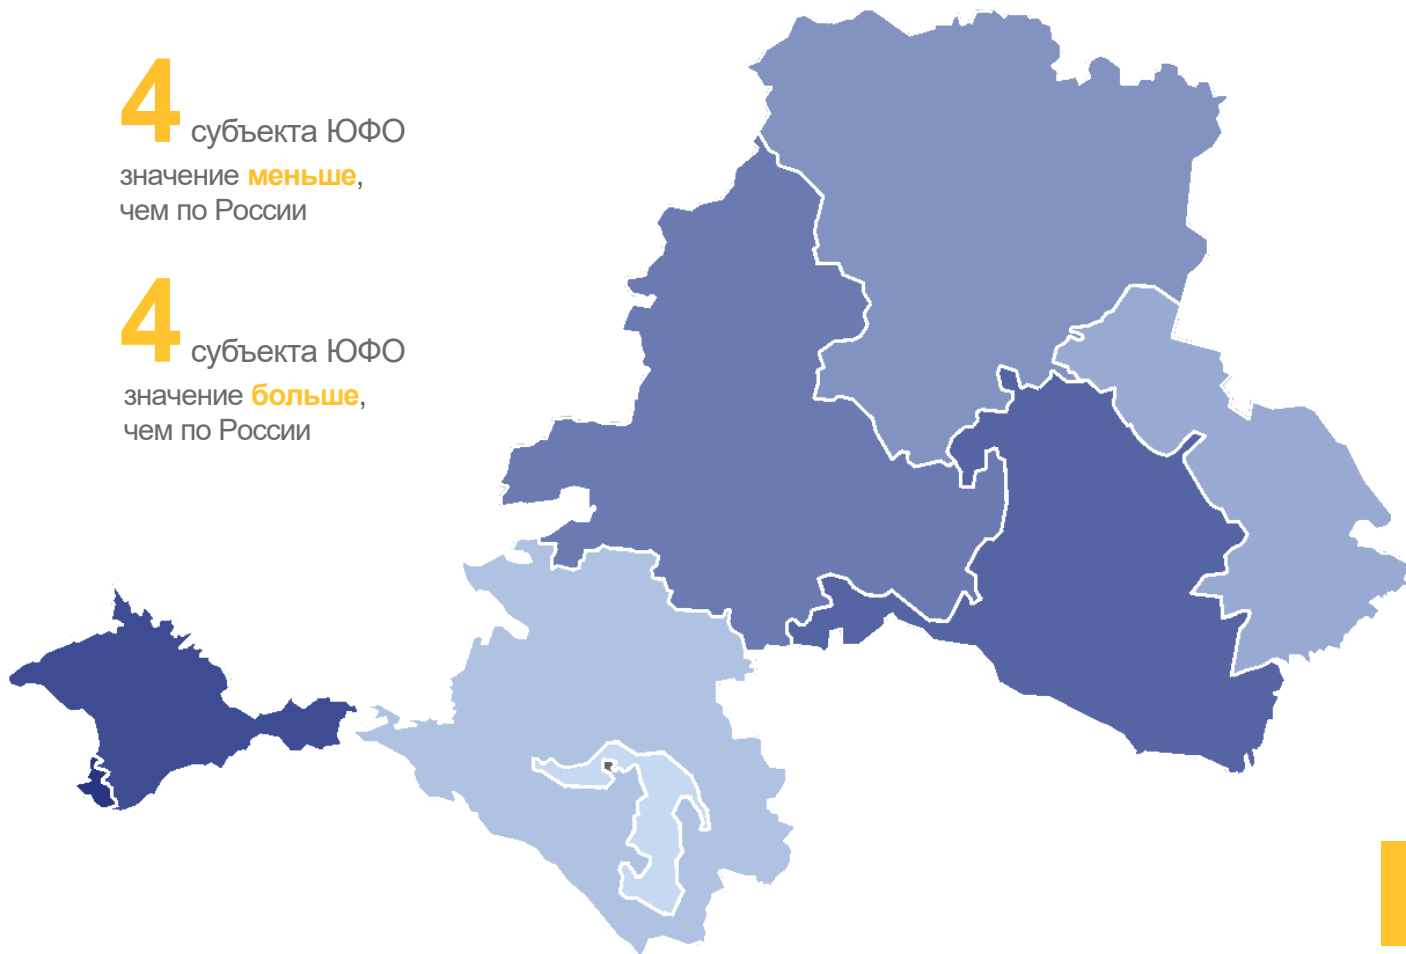 4 субъекта ЮФО
значение меньше,
чем по России
4 субъекта ЮФО
значение больше,
чем по России